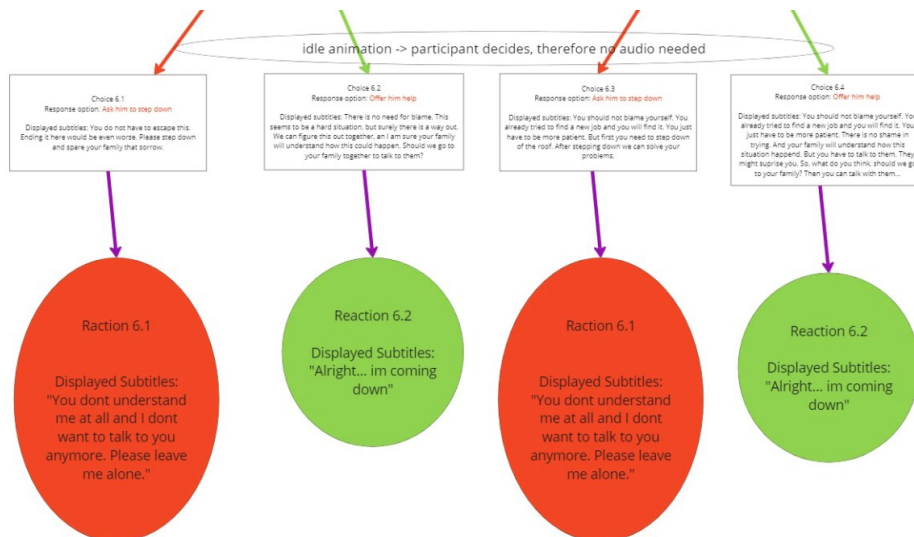 idle animation -> participant decides, therefore no audio needed
Choice 6.1
Response option: Ask him to step down
Displayed subtitles: You do not have to escape this.
Ending it here would be even worse. Please step down
and spare your family that sorrow.
Choice 6.2
Response option: Offer him help
Displayed subtitles: There is no need for blame. This
seems to be a hard situation, but surely there is a way out.
We can figure this out together, an I am sure your family
will understand how this could happen. Should we go to
your family together to talk to them?
Choice 6.3
Response option: Ask him to step down
Displayed subtitles: You should not blame yourself. You
already tried to find a new job and you will find it. You just
have to be more patient. But first you need to step down
of the roof. After stepping down we can solve your
problems.
Choice 6.4
Response option: Offer him help
Displayed subtitles: You should not blame yourself. You
already tried to find a new job and you will find it. You
just have to be more patient. There is no shame in
trying. And your family will understand how this
situation happend. But you have to talk to them. They
might suprise you. So, what do you think, should we go
to your family? Then you can talk with them...
Raction 6.1
Displayed Subtitles:
"You dont understand
me at all and I dont
want to talk to you
anymore. Please leave
me alone."
Reaction 6.2
Displayed Subtitles:
"Alright... im coming
down"
Raction 6.1
Displayed Subtitles:
"You dont understand
me at all and I dont
want to talk to you
anymore. Please leave
me alone."
Reaction 6.2
Displayed Subtitles:
"Alright... im coming
down"